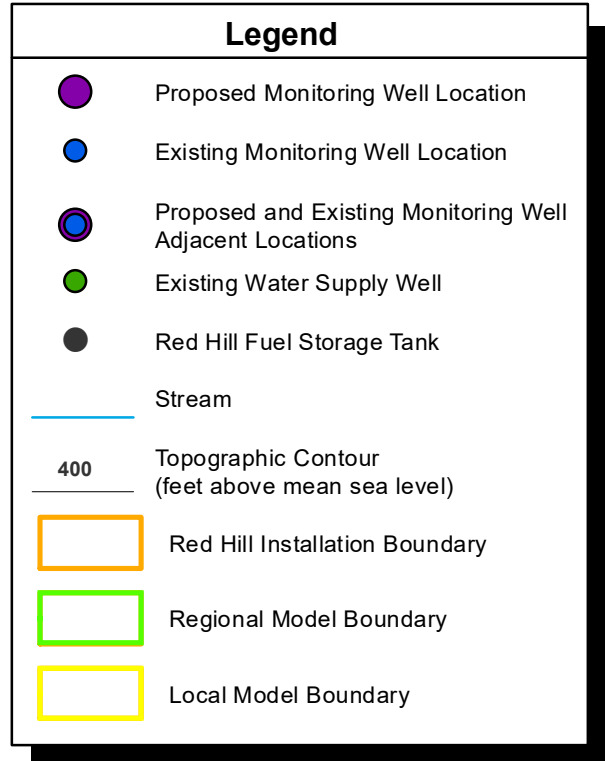 Legend
Proposed Monitoring Well Location
Existing Monitoring Well Location
Proposed and Existing Monitoring Well
Adjacent Locations
Existing Water Supply Well
Red Hill Fuel Storage Tank
Stream
400
Topographic Contour
(feet above mean sea level)
Red Hill Installation Boundary
Regional Model Boundary
Local Model Boundary